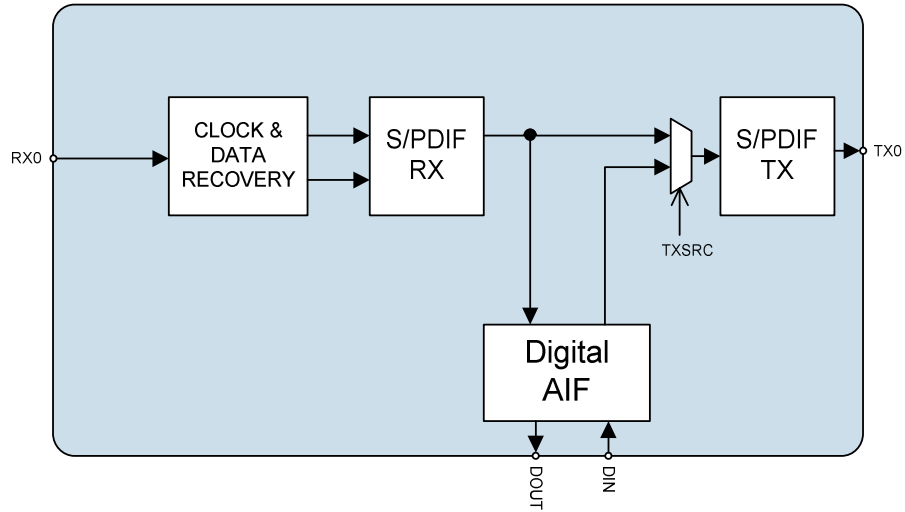 CLOCK &
DATA
RECOVERY
S/PDIF
RX
S/PDIF
TX
RX0
TX0
TXSRC
Digital
AIF
DOUT
DIN